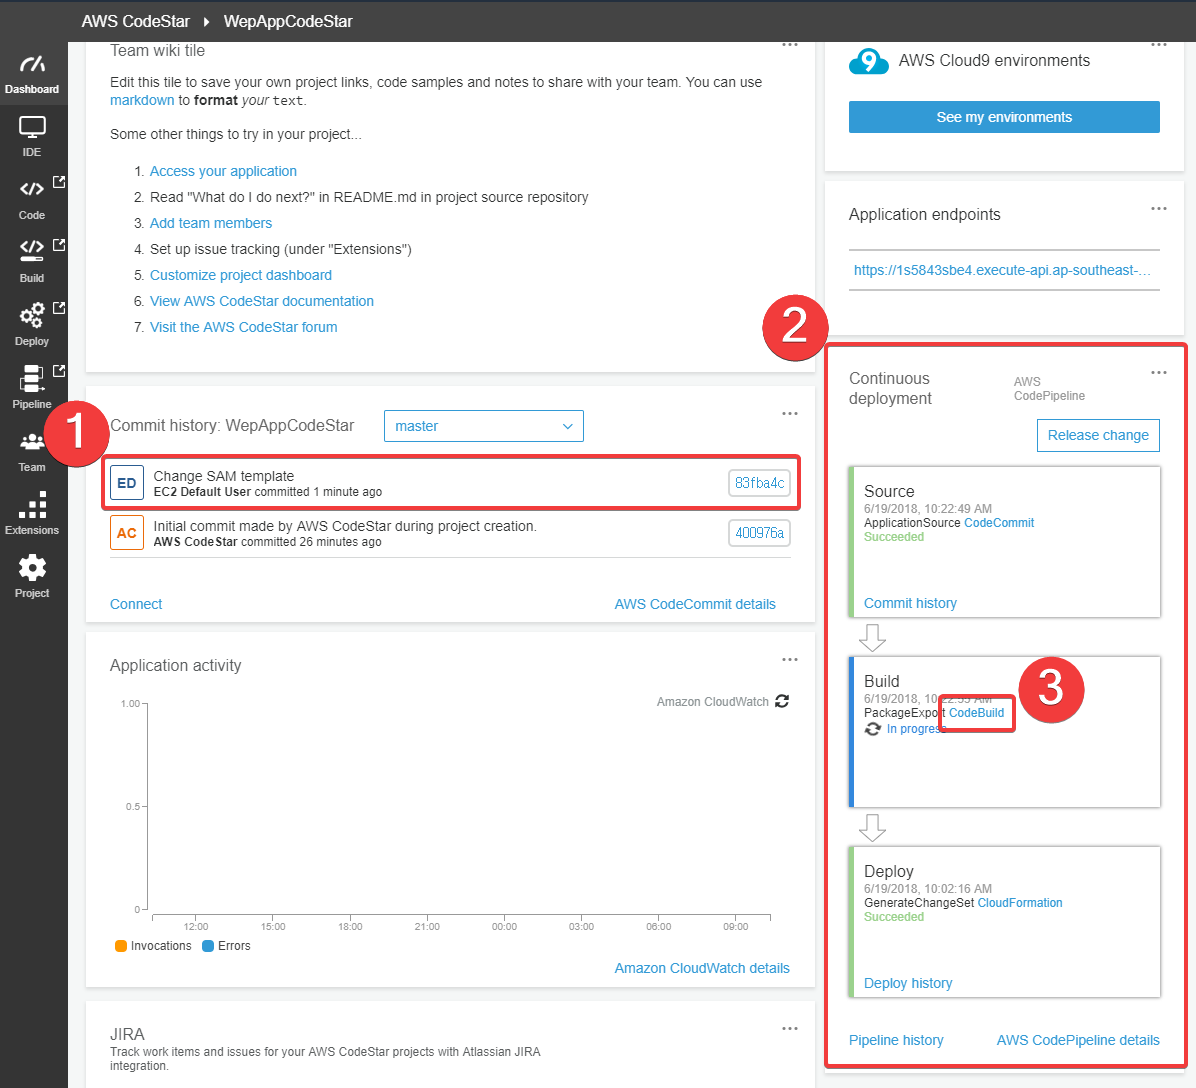 AWS CodeStar ▸ WepAppCodeStar
Dashboard
IDE
Code
Build
Deploy
Pipeline
Team
Extensions
Project
Team wiki tile
Edit this tile to save your own project links, code samples and notes to share with your team. You can use
markdown to format your text.
Some other things to try in your project...
1. Access your application
2. Read "What do I do next?" in README.md in project source repository
3. Add team members
4. Set up issue tracking (under "Extensions")
5. Customize project dashboard
6. View AWS CodeStar documentation
7. Visit the AWS CodeStar forum
1
Commit history: WepAppCodeStar
master
ED
Change SAM template
83fba4c
EC2 Default User committed 1 minute ago
AC
Initial commit made by AWS CodeStar during project creation.
400976a
AWS CodeStar committed 26 minutes ago
Connect
AWS CodeCommit details
Application activity
Amazon CloudWatch
1.00
0.5
0
12:00
15:00
18:00
21:00
00:00
03:00
06:00
09:00
Invocations
Errors
Amazon CloudWatch details
JIRA
Track work items and issues for your AWS CodeStar projects with Atlassian JIRA
integration.
9
AWS Cloud9 environments
See my environments
Application endpoints
https://1s5843sbe4.execute-api.ap-southeast-...
2
Continuous
deployment
AWS
CodePipeline
Release change
Source
6/19/2018, 10:22:49 AM
ApplicationSource CodeCommit
Succeeded
Commit history
Build
6/19/2018, 10:22:53 AM
3
PackageExport CodeBuild
In progress
Deploy
6/19/2018, 10:02:16 AM
GenerateChangeSet CloudFormation
Succeeded
Deploy history
Pipeline history
AWS CodePipeline details